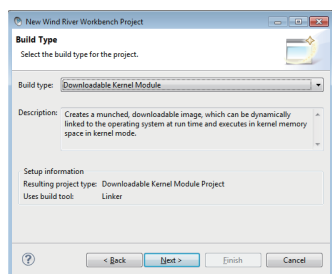 New Wind River Workbench Project
Build Type
Select the build type for the project.
Build type: Downloadable Kernel Module
Description: Creates a munched, downloadable image, which can be dynamically
linked to the operating system at run time and executes in kernel memory
space in kernel mode.
Setup information
Resulting project type: Downloadable Kernel Module Project
Uses build tool: Linker
? < Back Next > Finish Cancel